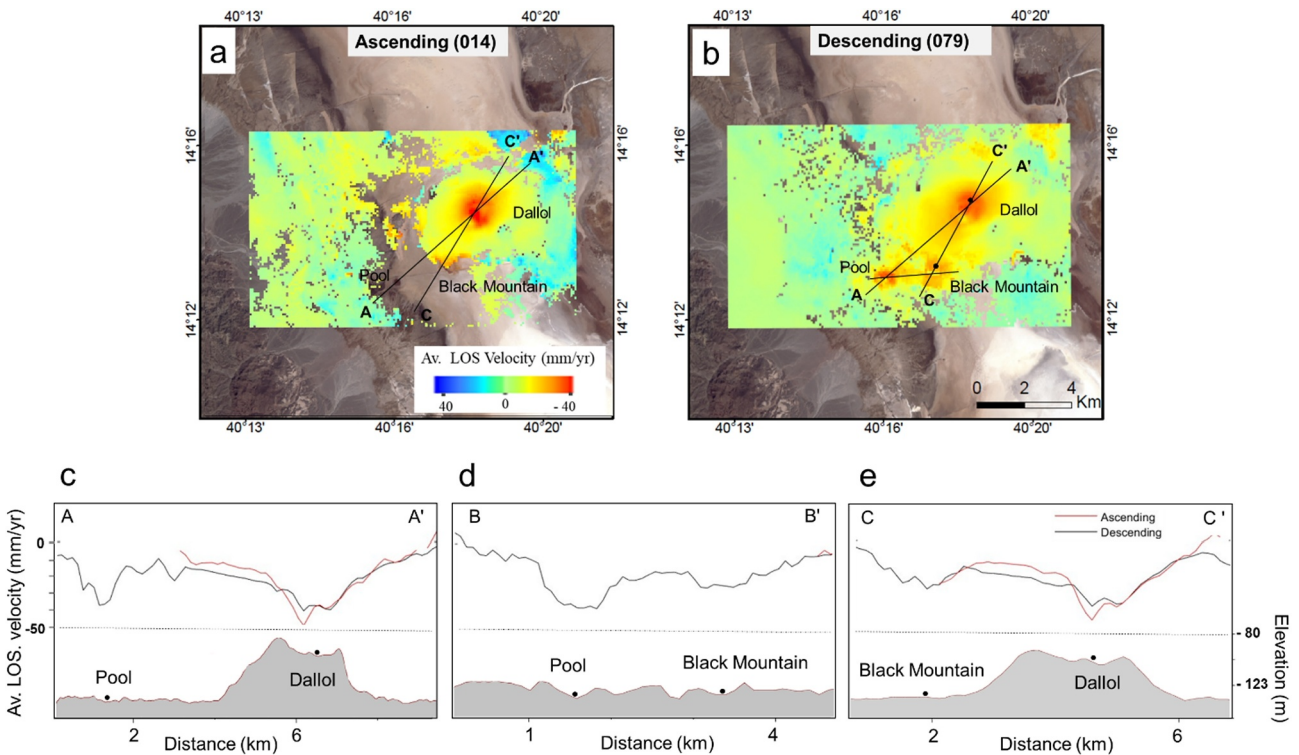 40°13' 40°16' 40°20' 40°13' 40°16' 40°20'
a Ascending (014) b Descending (079)
14°16' 14°16' 14°16'
C' C'
A' A'
Dallol Dallol
Pool Pool
Black Mountain Black Mountain
A C A C
14°12' 14°12' 14°12'
Av. LOS Velocity (mm/yr)
40 0 -40
0 2 4
Km
40°13' 40°16' 40°20' 40°13' 40°16' 40°20'
c d e
A A' B B' C C'
Ascending
Descending
0
-50
Av. LOS. velocity (mm/yr)
Pool Dallol
Pool Black Mountain
Black Mountain Dallol
- 80
- 123
Elevation (m)
2 6 1 4 2 6
Distance (km) Distance (km) Distance (km)